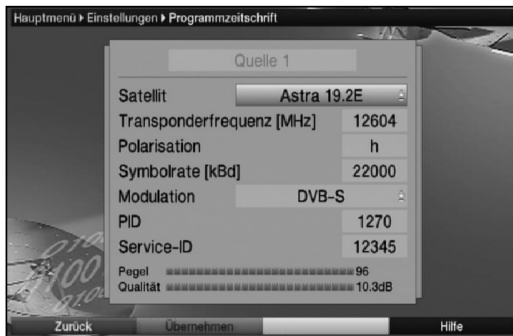 Hauptmenü Einstellungen Programmzeitschrift
Quelle 1
Satellit Astra 19.2E
Transponderfrequenz [MHz] 12604
Polarisation h
Symbolrate [kBd] 22000
Modulation DVB-S
PID 1270
Service-ID 12345
Pegel 96
Qualität 10.3dB
Zurück Übernehmen Hilfe